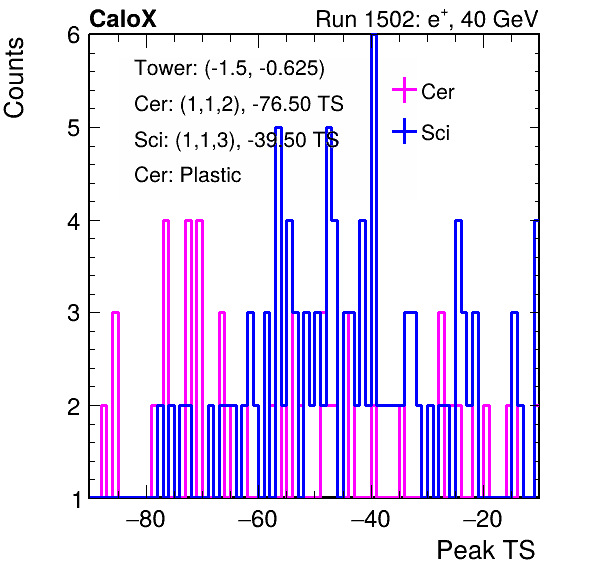 CaloX Run 1502: e⁺, 40 GeV
Counts
Tower: (-1.5, -0.625)
Cer: (1,1,2), -76.50 TS
Sci: (1,1,3), -39.50 TS
Cer: Plastic
Cer
Sci
6
5
4
3
2
1
−80 −60 −40 −20
Peak TS